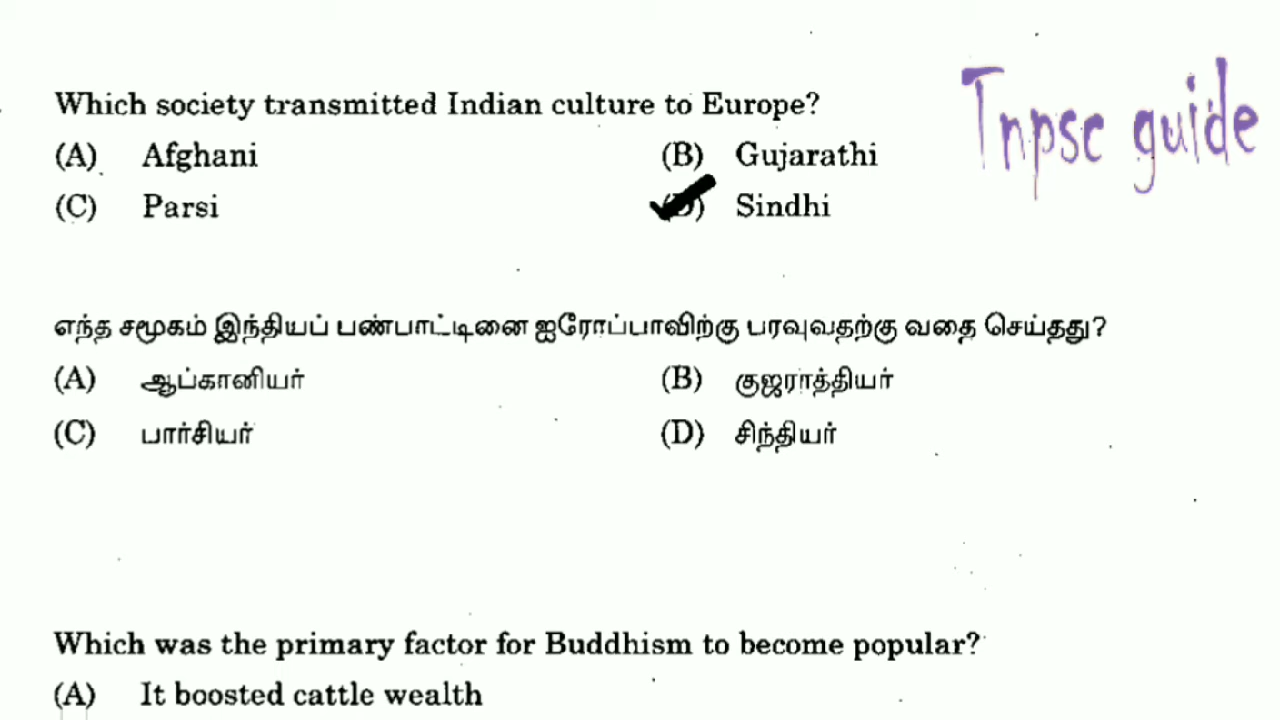 Which society transmitted Indian culture to Europe?
Tnpsc guide
(A) Afghani (B) Gujarathi
(C) Parsi (D) Sindhi
எந்த சமூகம் இந்தியப் பண்பாட்டினை ஐரோப்பாவிற்கு பரவுவதற்கு வதை செய்தது?
(A) ஆப்கானியர் (B) குஜராத்தியர்
(C) பார்சியர் (D) சிந்தியர்
Which was the primary factor for Buddhism to become popular?
(A) It boosted cattle wealth